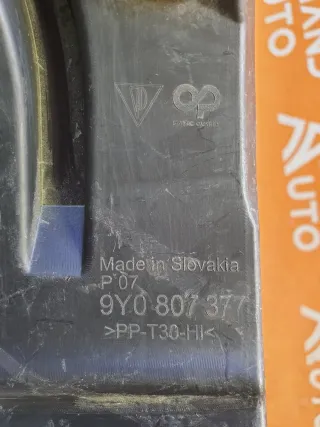 Made in Slovakia
P 07
9Y0 807 377
>PP-T30-HI<
AUTO
AUTO